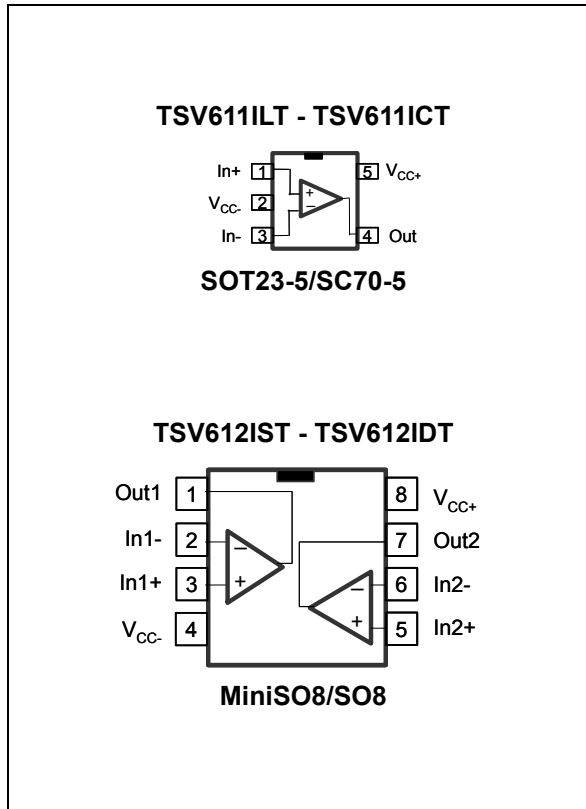 TSV611ILT - TSV611ICT
In+ 1 5 VCC+
VCC- 2
In- 3 4 Out
+
−
SOT23-5/SC70-5
TSV612IST - TSV612IDT
Out1 1 8 VCC+
In1- 2 − 7 Out2
In1+ 3 + − 6 In2-
VCC- 4 + 5 In2+
MiniSO8/SO8